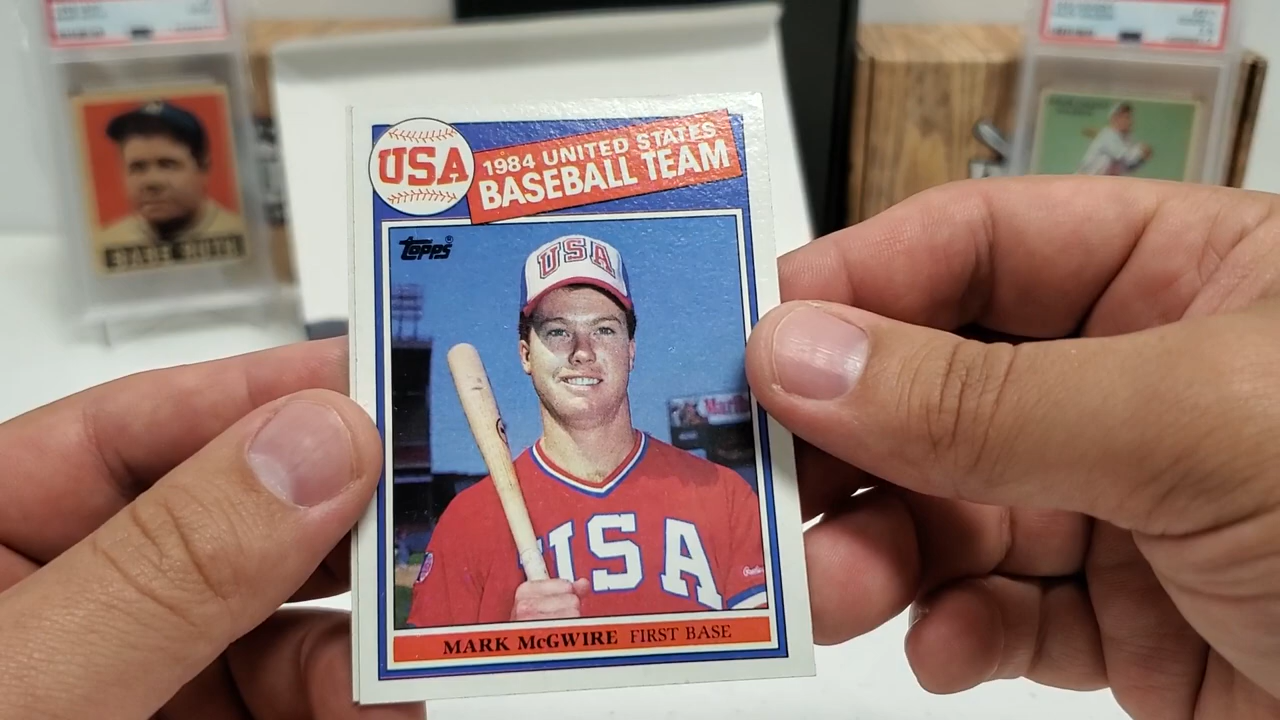 USA
1984 UNITED STATES
BASEBALL TEAM
Topps
USA
USA
MARK McGWIRE FIRST BASE
BABE RUTH